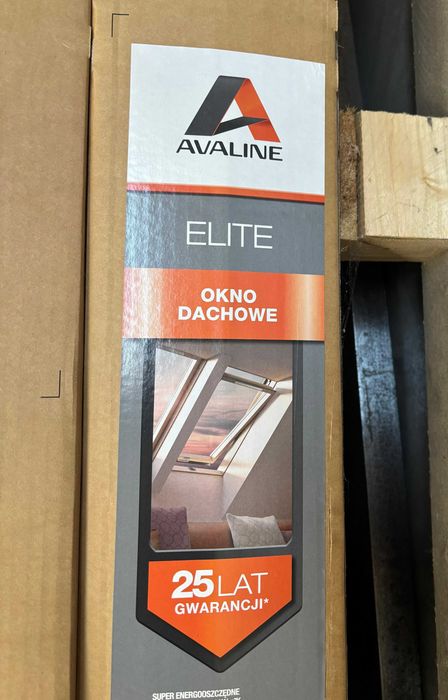 AVALINE
ELITE
OKNO
DACHOWE
25 LAT
GWARANCJI*
SUPER ENERGOOSZCZĘDNE